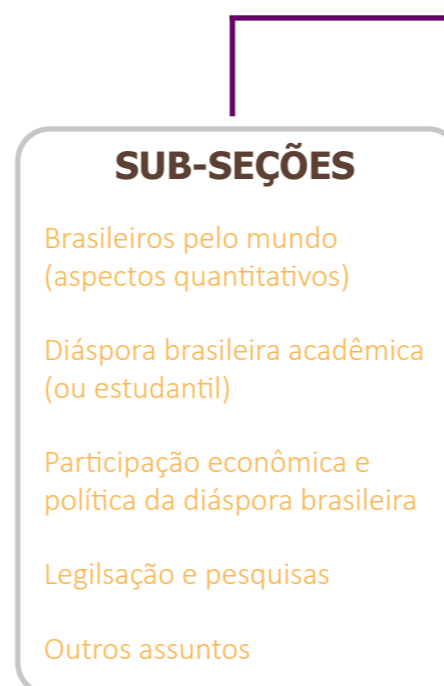 SUB-SEÇÕES
Brasileiros pelo mundo
(aspectos quantitativos)
Diáspora brasileira acadêmica
(ou estudantil)
Participação econômica e
política da diáspora brasileira
Legilsação e pesquisas
Outros assuntos